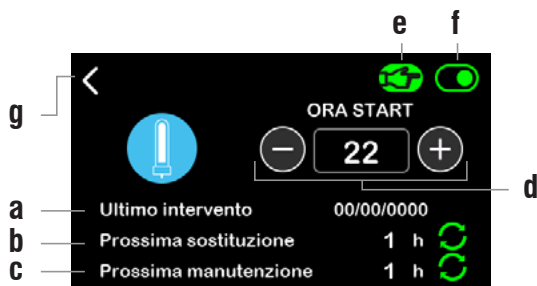 e f
g
ORA START
22
d
a Ultimo intervento 00/00/0000
b Prossima sostituzione 1 h
c Prossima manutenzione 1 h